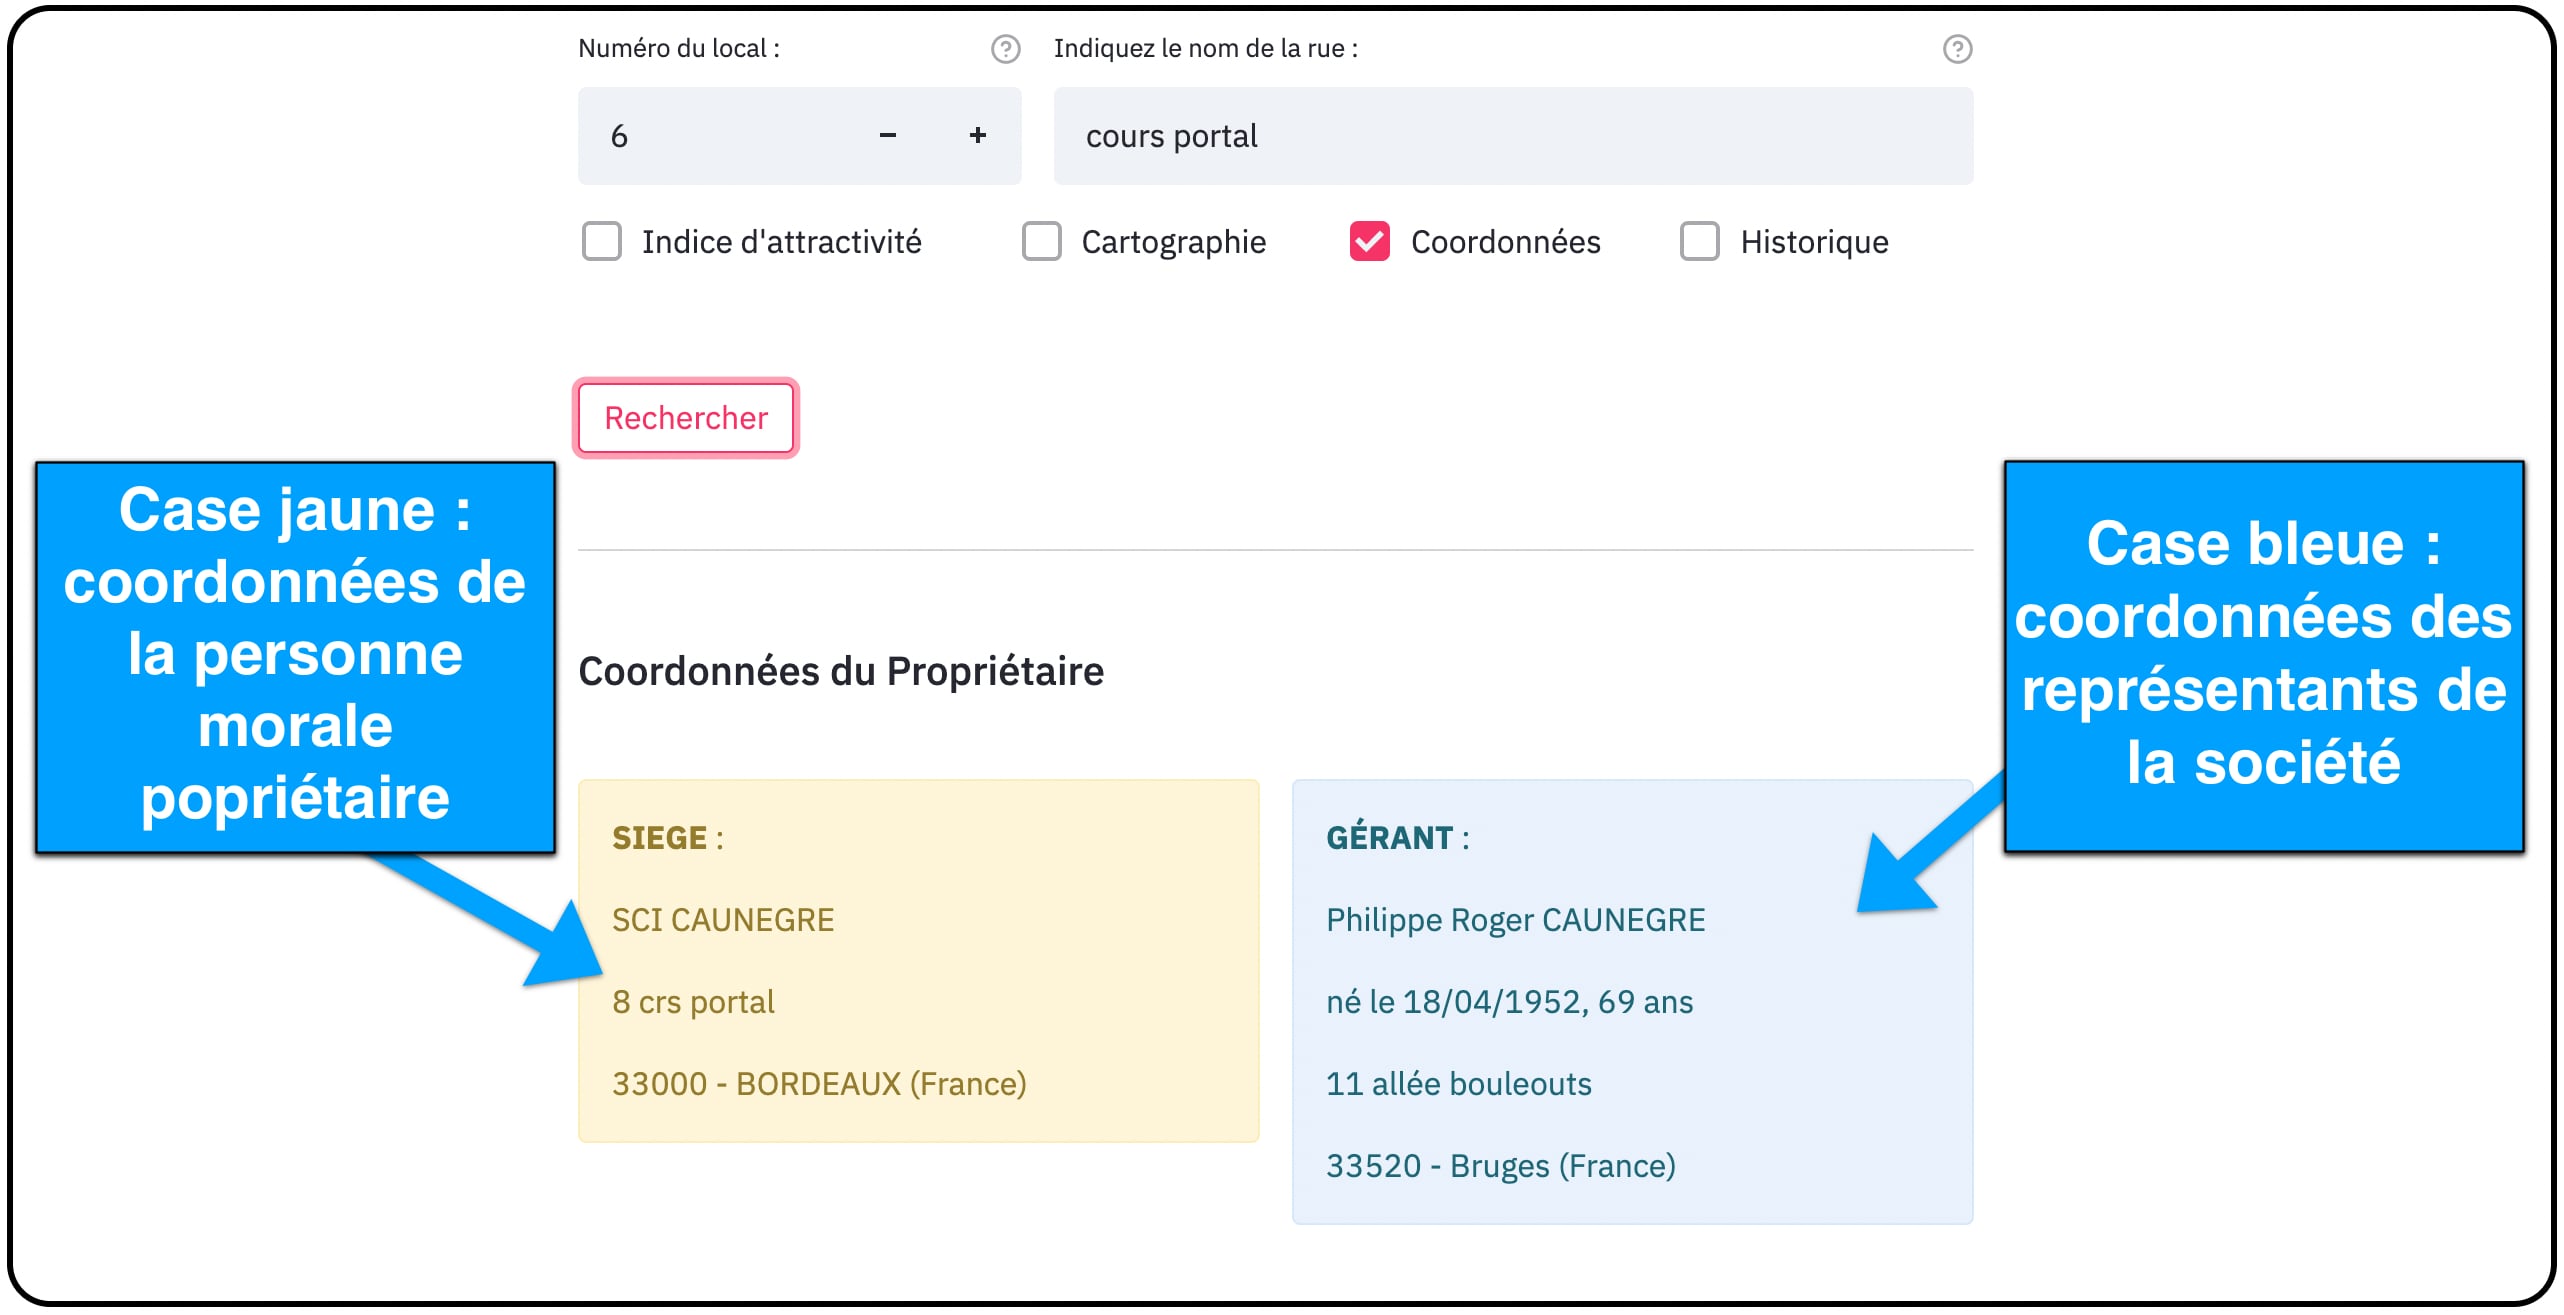 Numéro du local :
Indiquez le nom de la rue :
6
cours portal
Indice d'attractivité
Cartographie
Coordonnées
Historique
Rechercher
Case jaune :
coordonnées de
la personne
morale
popriétaire
Case bleue :
coordonnées des
représentants de
la société
Coordonnées du Propriétaire
SIEGE :
SCI CAUNEGRE
8 crs portal
33000 - BORDEAUX (France)
GÉRANT :
Philippe Roger CAUNEGRE
né le 18/04/1952, 69 ans
11 allée bouleouts
33520 - Bruges (France)